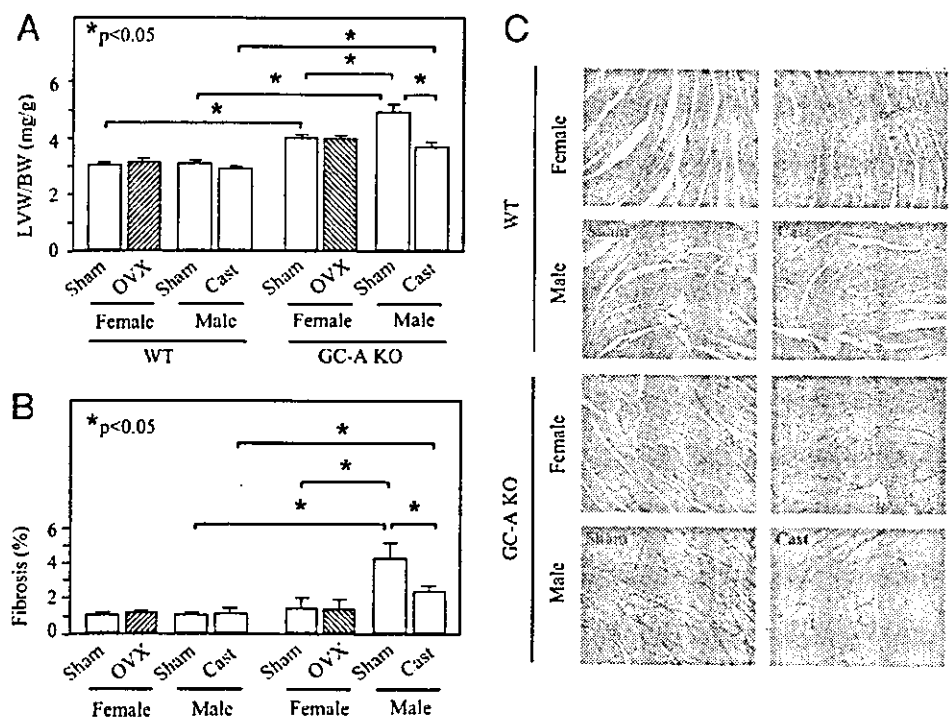 A
*p<0.05
*
*
*
*
*
LVW/BW (mg/g)
6
4
2
0
Sham OVX Sham Cast Sham OVX Sham Cast
Female Male Female Male
WT GC-A KO
B
*p<0.05
*
*
*
*
Fibrosis (%)
6
4
2
0
Sham OVX Sham Cast Sham OVX Sham Cast
Female Male Female Male
C
WT
Female
Male
Sham
GC-A KO
Female
Male
Sham Cast